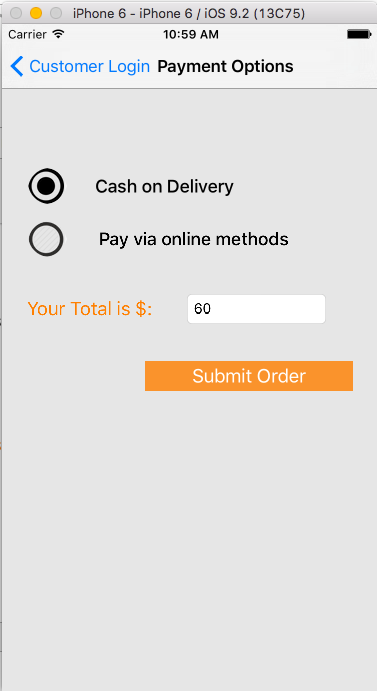 iPhone 6 - iPhone 6 / iOS 9.2 (13C75)
Carrier 10:59 AM
Customer Login Payment Options
Cash on Delivery
Pay via online methods
Your Total is $: 60
Submit Order